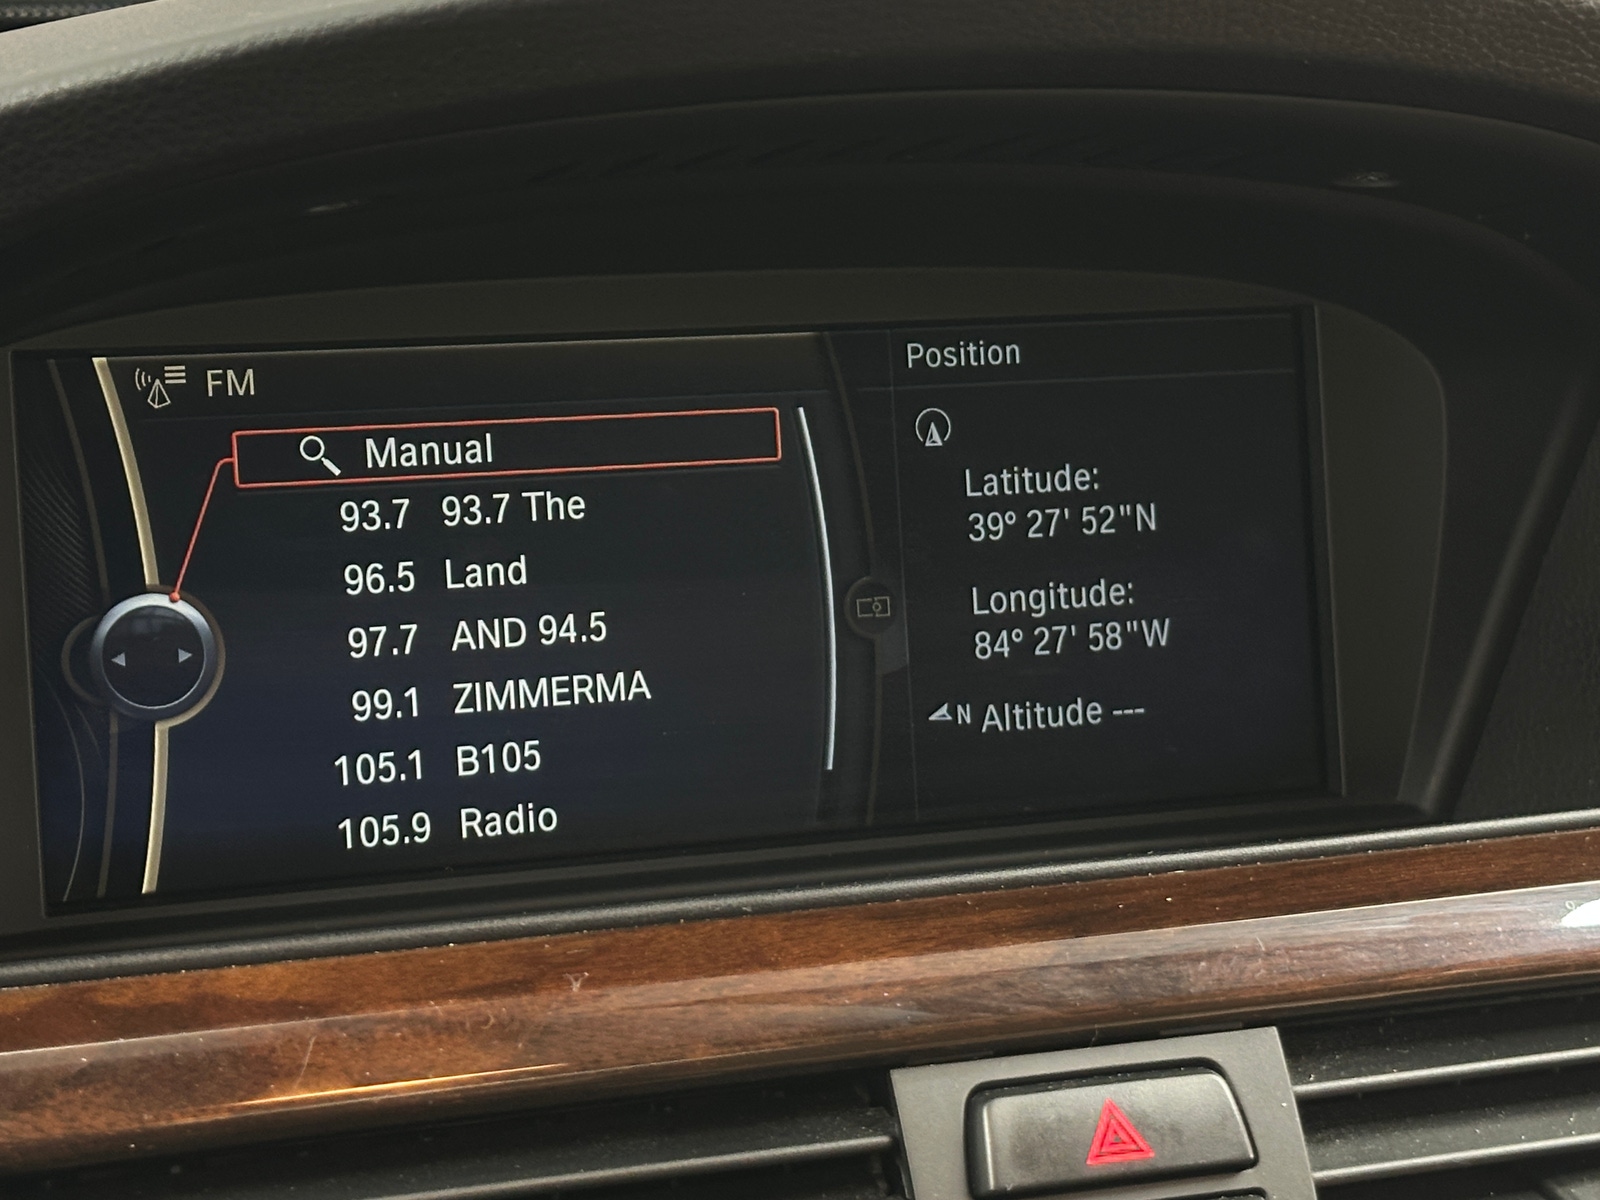 FM
Manual
93.7 93.7 The
96.5 Land
97.7 AND 94.5
99.1 ZIMMERMA
105.1 B105
105.9 Radio
Position
Latitude:
39° 27' 52"N
Longitude:
84° 27' 58"W
N Altitude ---